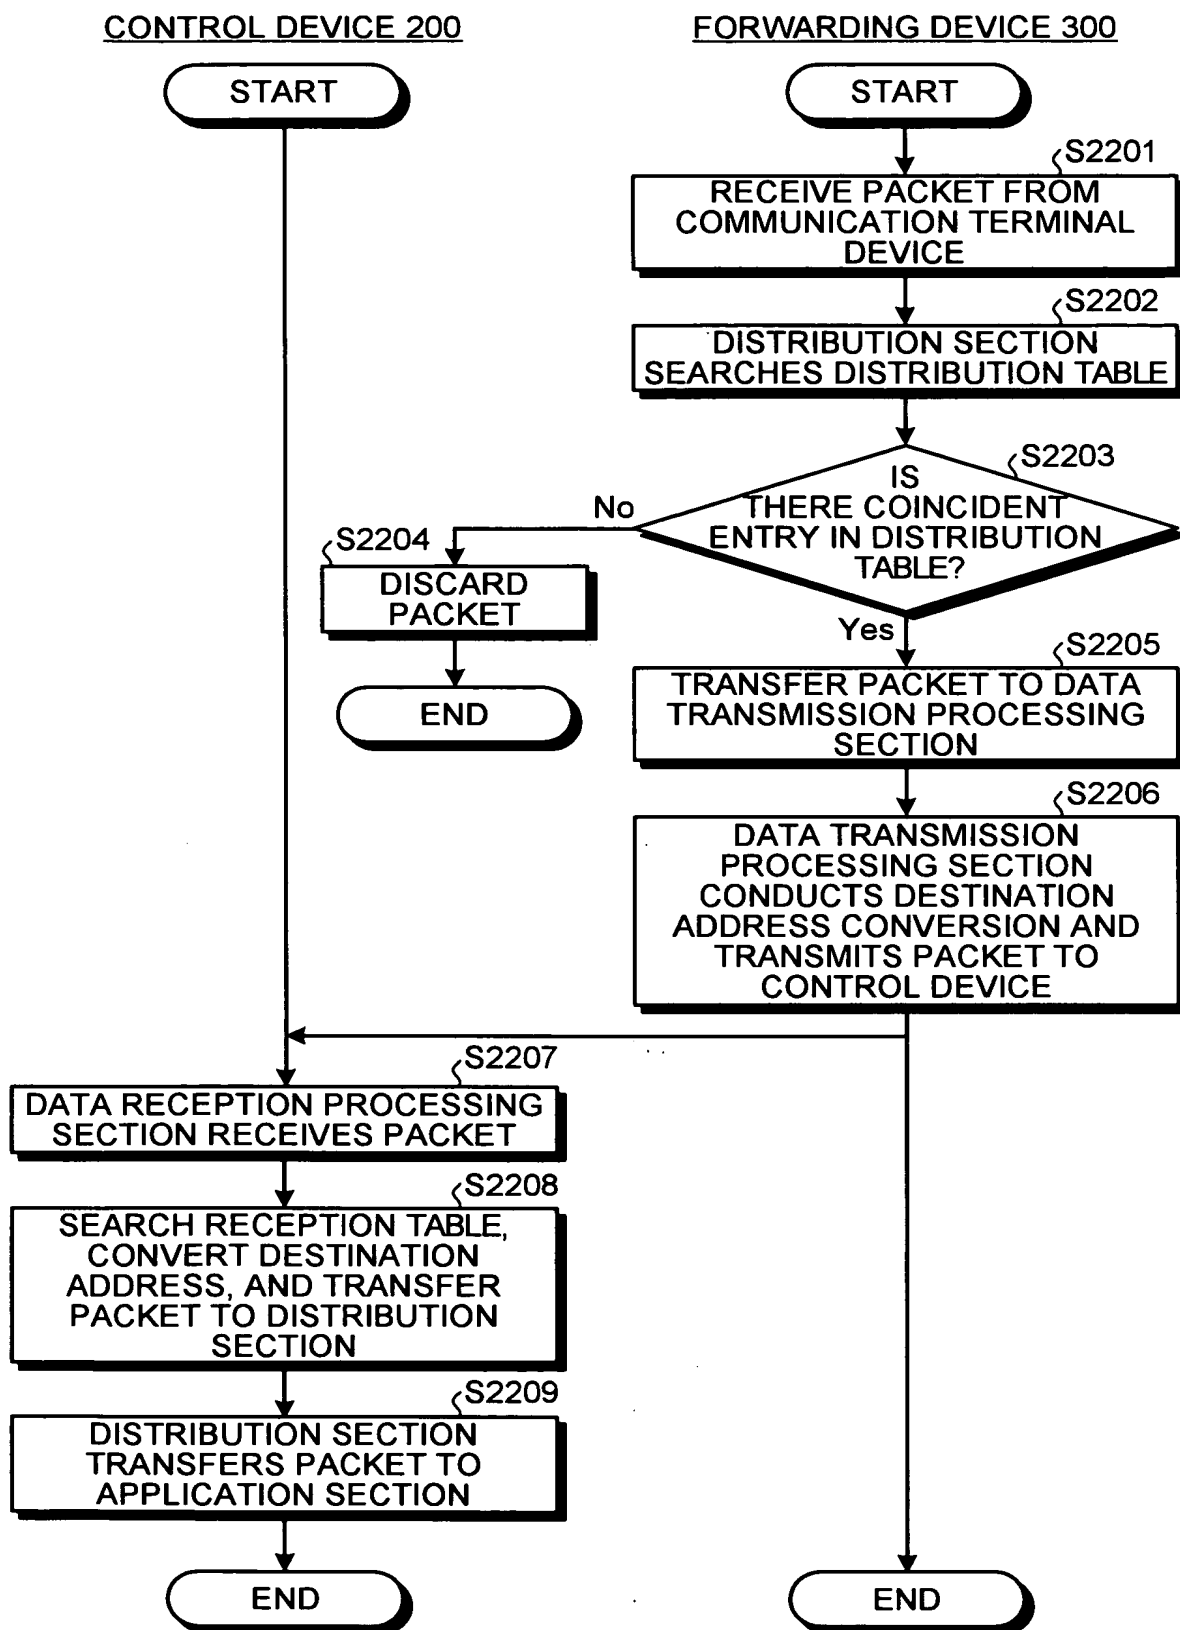 CONTROL DEVICE 200
FORWARDING DEVICE 300
START
START
S2201
RECEIVE PACKET FROM
COMMUNICATION TERMINAL
DEVICE
S2202
DISTRIBUTION SECTION
SEARCHES DISTRIBUTION TABLE
S2203
IS
THERE COINCIDENT
ENTRY IN DISTRIBUTION
TABLE?
No
S2204
DISCARD
PACKET
END
Yes
S2205
TRANSFER PACKET TO DATA
TRANSMISSION PROCESSING
SECTION
S2206
DATA TRANSMISSION
PROCESSING SECTION
CONDUCTS DESTINATION
ADDRESS CONVERSION AND
TRANSMITS PACKET TO
CONTROL DEVICE
S2207
DATA RECEPTION PROCESSING
SECTION RECEIVES PACKET
S2208
SEARCH RECEPTION TABLE,
CONVERT DESTINATION
ADDRESS, AND TRANSFER
PACKET TO DISTRIBUTION
SECTION
S2209
DISTRIBUTION SECTION
TRANSFERS PACKET TO
APPLICATION SECTION
END
END